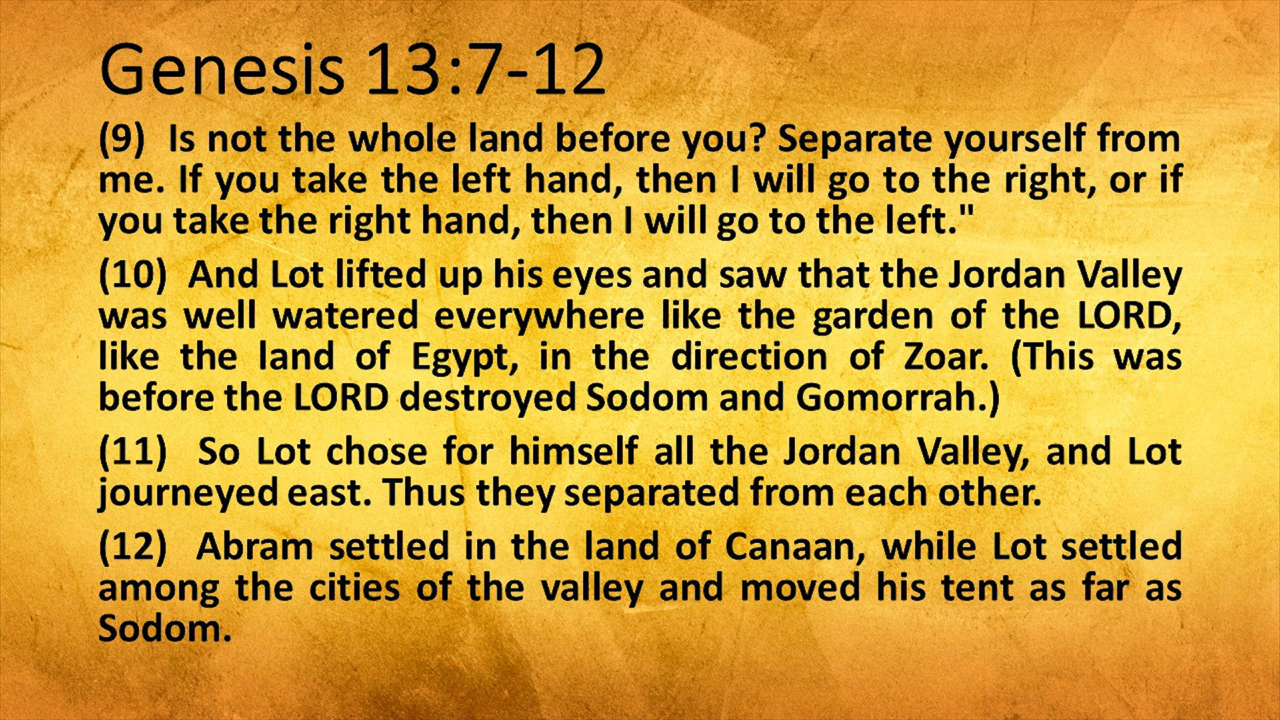 Genesis 13:7-12
(9) Is not the whole land before you? Separate yourself from
me. If you take the left hand, then I will go to the right, or if
you take the right hand, then I will go to the left."
(10) And Lot lifted up his eyes and saw that the Jordan Valley
was well watered everywhere like the garden of the LORD,
like the land of Egypt, in the direction of Zoar. (This was
before the LORD destroyed Sodom and Gomorrah.)
(11) So Lot chose for himself all the Jordan Valley, and Lot
journeyed east. Thus they separated from each other.
(12) Abram settled in the land of Canaan, while Lot settled
among the cities of the valley and moved his tent as far as
Sodom.